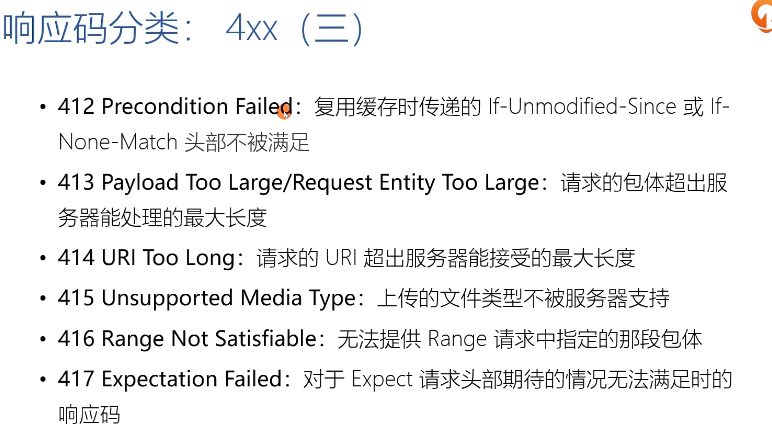 响应码分类： 4xx（三）
• 412 Precondition Failed：复用缓存时传递的 If-Unmodified-Since 或 If-
None-Match 头部不被满足
• 413 Payload Too Large/Request Entity Too Large：请求的包体超出服
务器能处理的最大长度
• 414 URI Too Long：请求的 URI 超出服务器能接受的最大长度
• 415 Unsupported Media Type：上传的文件类型不被服务器支持
• 416 Range Not Satisfiable：无法提供 Range 请求中指定的那段包体
• 417 Expectation Failed：对于 Expect 请求头部期待的情况无法满足时的
响应码